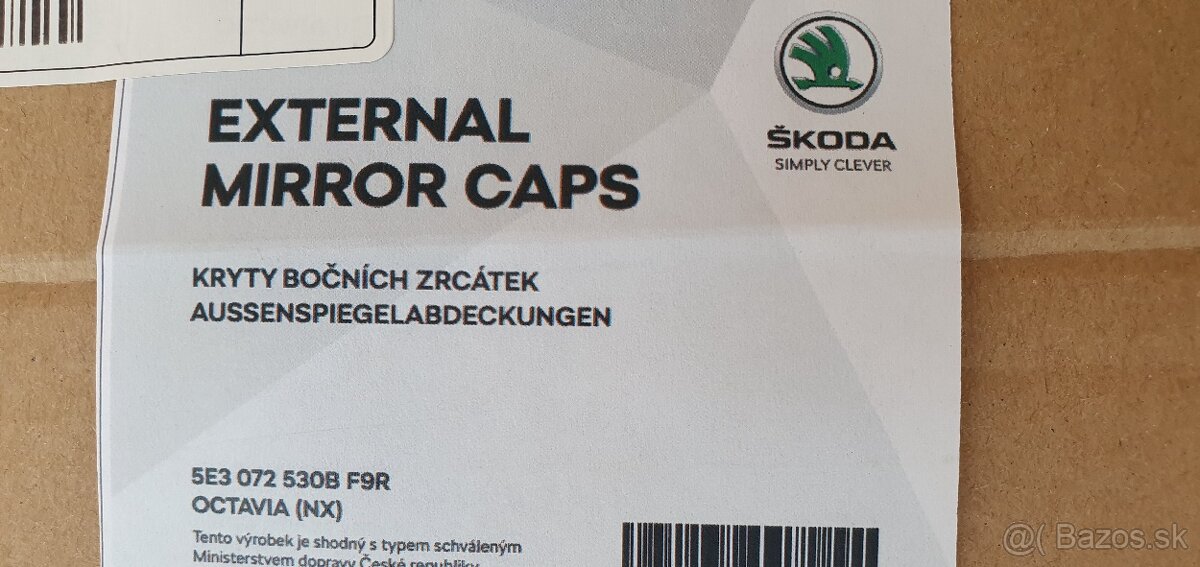 EXTERNAL
MIRROR CAPS
ŠKODA
SIMPLY CLEVER
KRYTY BOČNÍCH ZRCÁTEK
AUSSENSPIEGELABDECKUNGEN
5E3 072 530B F9R
OCTAVIA (NX)
Tento výrobek je shodný s typem schváleným
Ministerstvem dopravy České republiky
@( Bazos.sk